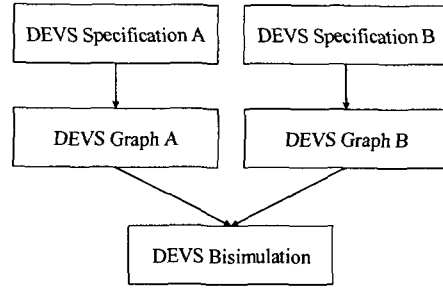 DEVS Specification A
DEVS Specification B
DEVS Graph A
DEVS Graph B
DEVS Bisimulation